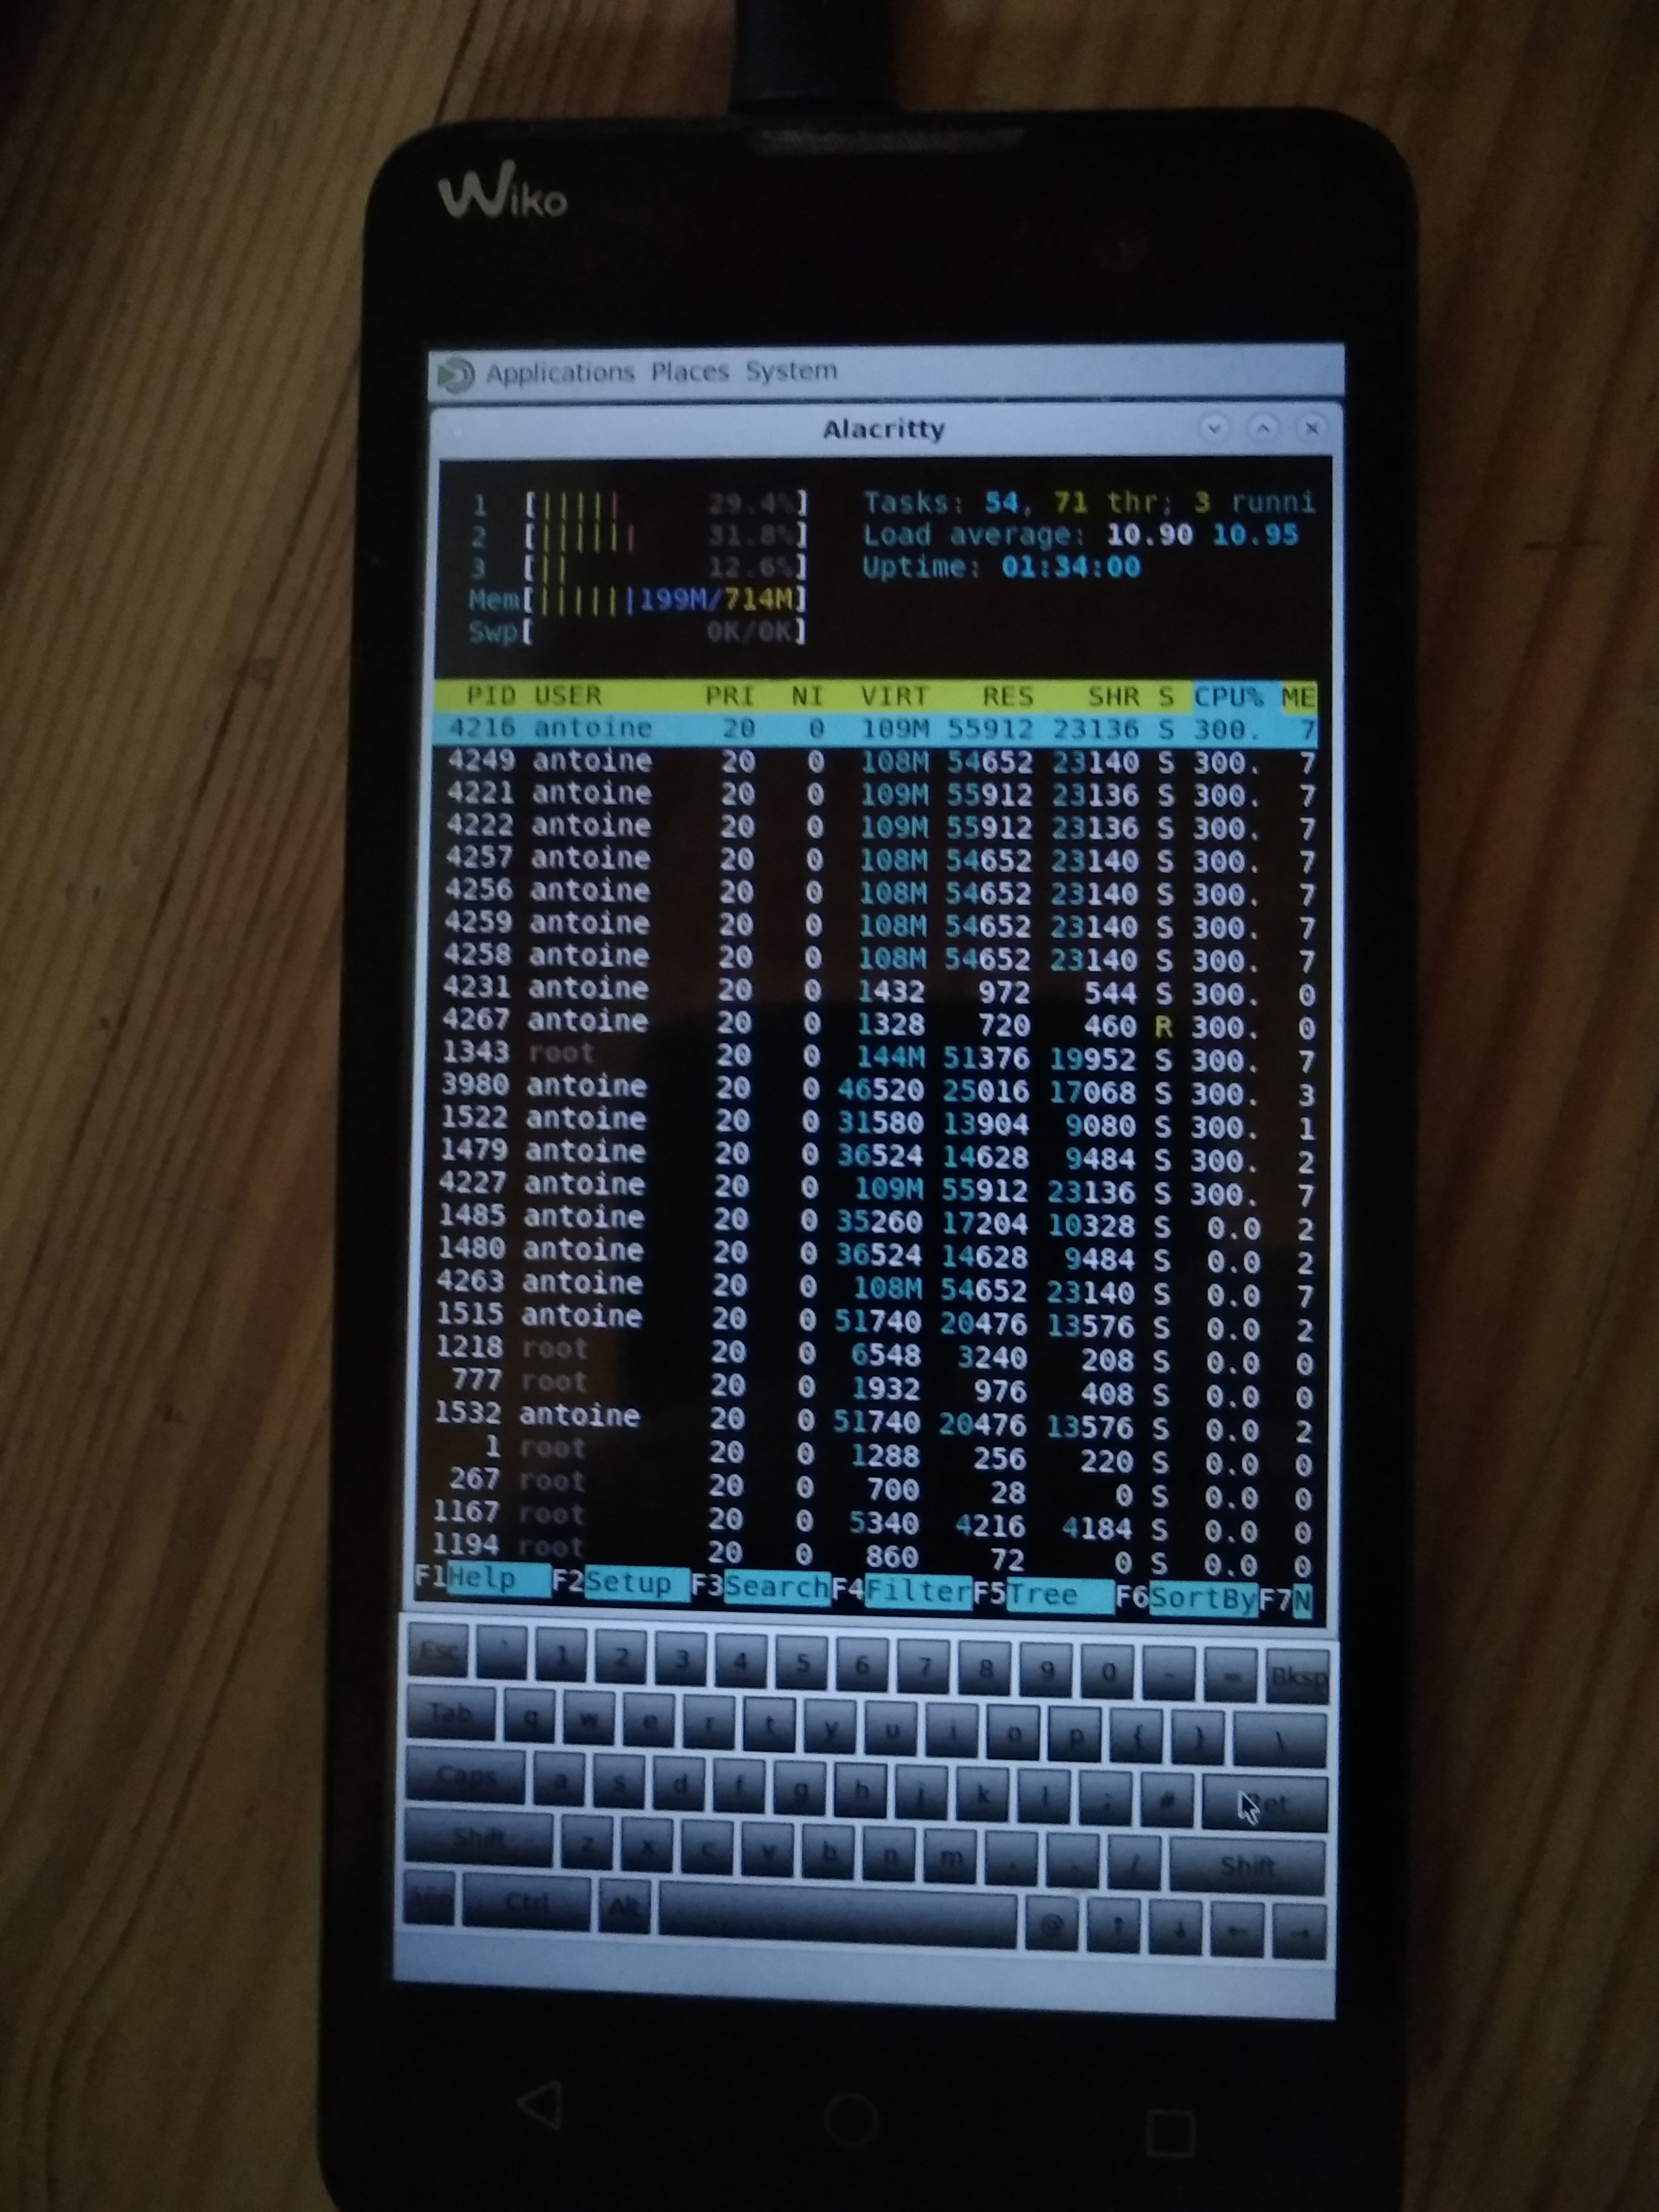 Wiko
Applications Places System
Alacritty
1 [||||| 29.4%] Tasks: 54, 71 thr; 3 runni
2 [|||||| 31.8%] Load average: 10.90 10.95
3 [|| 12.6%] Uptime: 01:34:00
Mem[||||||199M/714M]
Swp[ 0K/0K]
PID USER PRI NI VIRT RES SHR S CPU% ME
4216 antoine 20 0 109M 55912 23136 S 300. 7
4249 antoine 20 0 108M 54652 23140 S 300. 7
4221 antoine 20 0 109M 55912 23136 S 300. 7
4222 antoine 20 0 109M 55912 23136 S 300. 7
4257 antoine 20 0 108M 54652 23140 S 300. 7
4256 antoine 20 0 108M 54652 23140 S 300. 7
4259 antoine 20 0 108M 54652 23140 S 300. 7
4258 antoine 20 0 108M 54652 23140 S 300. 7
4231 antoine 20 0 1432 972 544 S 300. 0
4267 antoine 20 0 1328 720 460 R 300. 0
1343 root 20 0 144M 51376 19952 S 300. 7
3980 antoine 20 0 46520 25016 17068 S 300. 3
1522 antoine 20 0 31580 13904 9080 S 300. 1
1479 antoine 20 0 36524 14628 9484 S 300. 2
4227 antoine 20 0 109M 55912 23136 S 300. 7
1485 antoine 20 0 35260 17204 10328 S 0.0 2
1480 antoine 20 0 36524 14628 9484 S 0.0 2
4263 antoine 20 0 108M 54652 23140 S 0.0 7
1515 antoine 20 0 51740 20476 13576 S 0.0 2
1218 root 20 0 6548 3240 208 S 0.0 0
777 root 20 0 1932 976 408 S 0.0 0
1532 antoine 20 0 51740 20476 13576 S 0.0 2
1 root 20 0 1288 256 220 S 0.0 0
267 root 20 0 700 28 0 S 0.0 0
1167 root 20 0 5340 4216 4184 S 0.0 0
1194 root 20 0 860 72 0 S 0.0 0
F1Help F2Setup F3SearchF4FilterF5Tree F6SortByF7N
Esc ` 1 2 3 4 5 6 7 8 9 0 - = Bksp
Tab q w e r t y u i o p { } \
Caps a s d f g h j k l ; #
Shift z x c v b n m , . / Shift
Ctrl Alt @ ↑ ↓ ← →